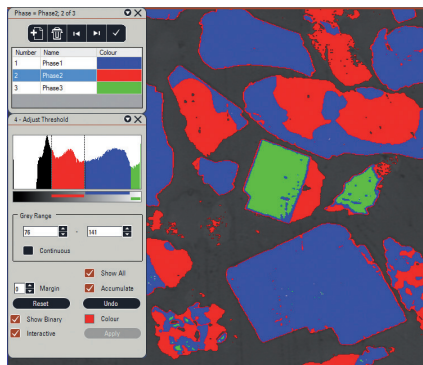 Phase = Phase2; 2 of 3
Number Name Colour
1 Phase1
2 Phase2
3 Phase3
4 - Adjust Threshold
Grey Range
76 - 141
Continuous
Show All
0 Margin Accumulate
Reset Undo
Show Binary Colour
Interactive Apply